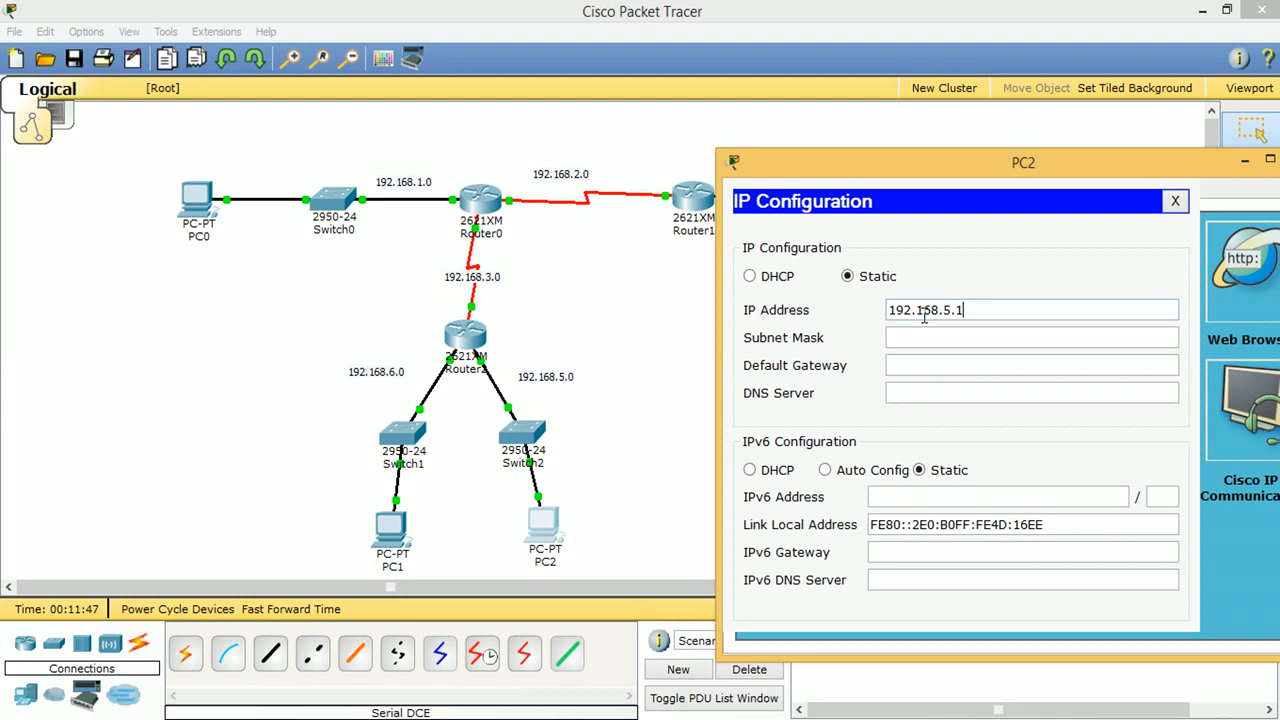 Cisco Packet Tracer
File Edit Options View Tools Extensions Help
Logical
[Root]
New Cluster
Move Object
Set Tiled Background
Viewport
192.168.1.0
192.168.2.0
PC-PT
PC0
2950-24
Switch0
2621XM
Router0
2621XM
Router1
192.168.3.0
2621XM
Router2
192.168.6.0
192.168.5.0
2950-24
Switch1
2950-24
Switch2
PC-PT
PC1
PC-PT
PC2
PC2
IP Configuration
X
IP Configuration
DHCP
Static
IP Address
192.168.5.1
Subnet Mask
Default Gateway
DNS Server
IPv6 Configuration
DHCP
Auto Config
Static
IPv6 Address
/
Link Local Address
FE80::2E0:B0FF:FE4D:16EE
IPv6 Gateway
IPv6 DNS Server
http:
Web Brows
Cisco IP
Communica
Time: 00:11:47
Power Cycle Devices Fast Forward Time
Connections
Serial DCE
Scenar
New
Delete
Toggle PDU List Window